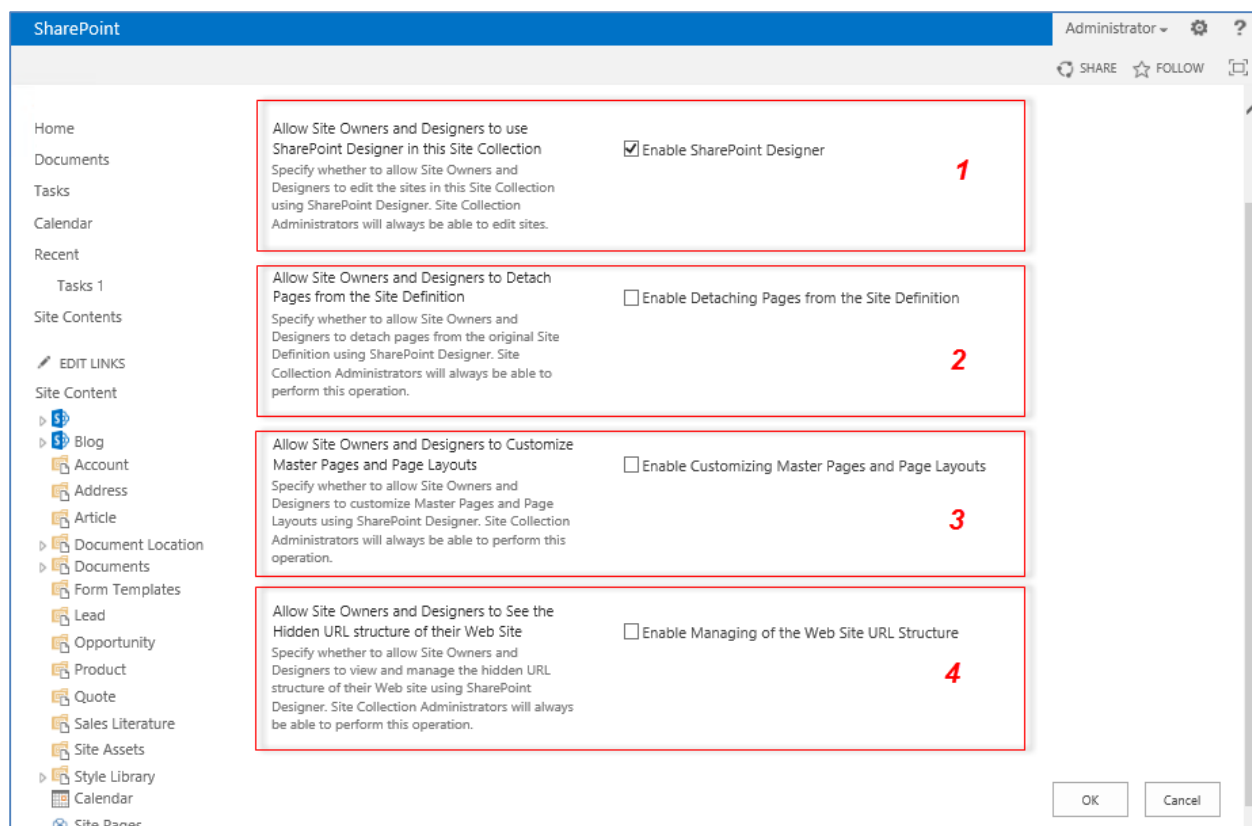 SharePoint
Administrator
?
SHARE
FOLLOW
Home
Documents
Tasks
Calendar
Recent
Tasks 1
Site Contents
EDIT LINKS
Site Content
Blog
Account
Address
Article
Document Location
Documents
Form Templates
Lead
Opportunity
Product
Quote
Sales Literature
Site Assets
Style Library
Calendar
Site Pages
Allow Site Owners and Designers to use
SharePoint Designer in this Site Collection
Specify whether to allow Site Owners and
Designers to edit the sites in this Site Collection
using SharePoint Designer. Site Collection
Administrators will always be able to edit sites.
Enable SharePoint Designer
1
Allow Site Owners and Designers to Detach
Pages from the Site Definition
Specify whether to allow Site Owners and
Designers to detach pages from the original Site
Definition using SharePoint Designer. Site
Collection Administrators will always be able to
perform this operation.
Enable Detaching Pages from the Site Definition
2
Allow Site Owners and Designers to Customize
Master Pages and Page Layouts
Specify whether to allow Site Owners and
Designers to customize Master Pages and Page
Layouts using SharePoint Designer. Site Collection
Administrators will always be able to perform this
operation.
Enable Customizing Master Pages and Page Layouts
3
Allow Site Owners and Designers to See the
Hidden URL structure of their Web Site
Specify whether to allow Site Owners and
Designers to view and manage the hidden URL
structure of their Web site using SharePoint
Designer. Site Collection Administrators will always
be able to perform this operation.
Enable Managing of the Web Site URL Structure
4
OK
Cancel